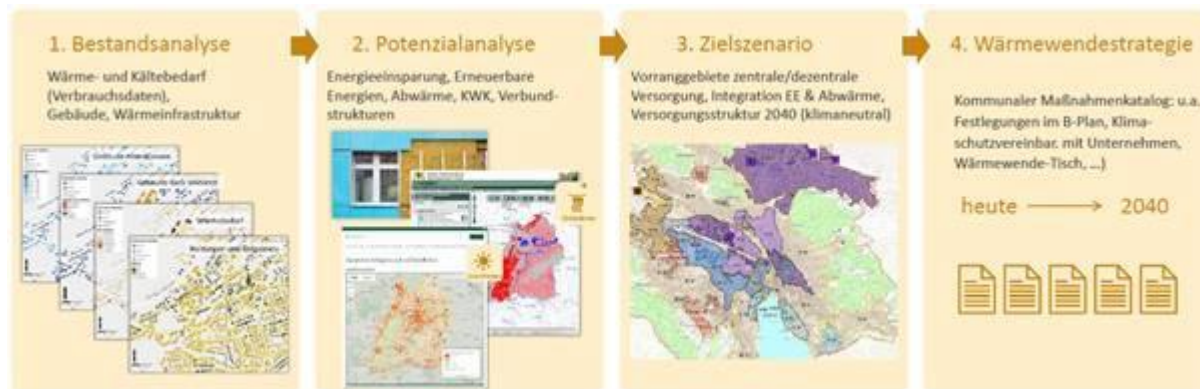 1. Bestandsanalyse
Wärme- und Kältebedarf
(Verbrauchsdaten),
Gebäude, Wärmeinfrastruktur
2. Potenzialanalyse
Energieeinsparung, Erneuerbare
Energien, Abwärme, KWK, Verbund-
strukturen
3. Zielszenario
Vorranggebiete zentrale/dezentrale
Versorgung, Integration EE & Abwärme,
Versorgungsstruktur 2040 (klimaneutral)
4. Wärmewendestrategie
Kommunaler Maßnahmenkatalog: u.a.
Festlegungen im B-Plan, Klima-
schutzvereinbar. mit Unternehmen,
Wärmewende-Tisch, ...)
heute
2040